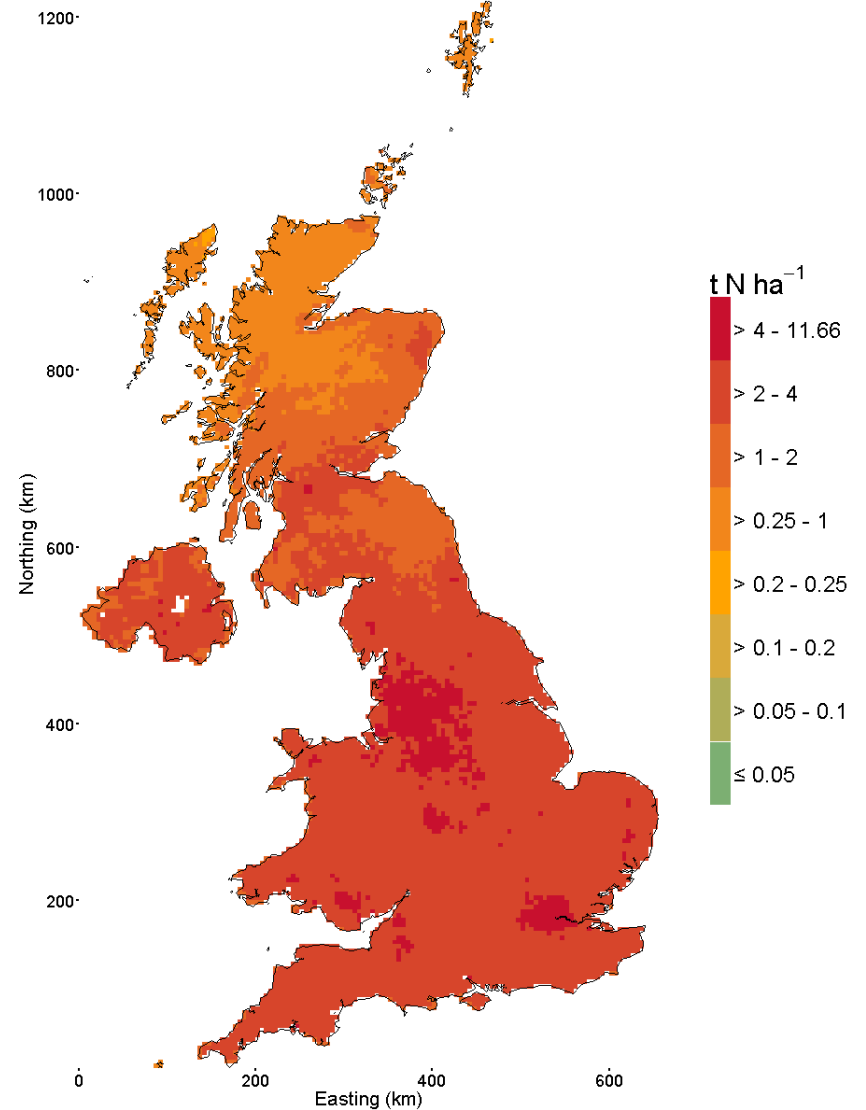 1200
1000
800
600
400
200
Northing (km)
0
200
400
600
Easting (km)
t N ha⁻¹
> 4 - 11.66
> 2 - 4
> 1 - 2
> 0.25 - 1
> 0.2 - 0.25
> 0.1 - 0.2
> 0.05 - 0.1
≤ 0.05